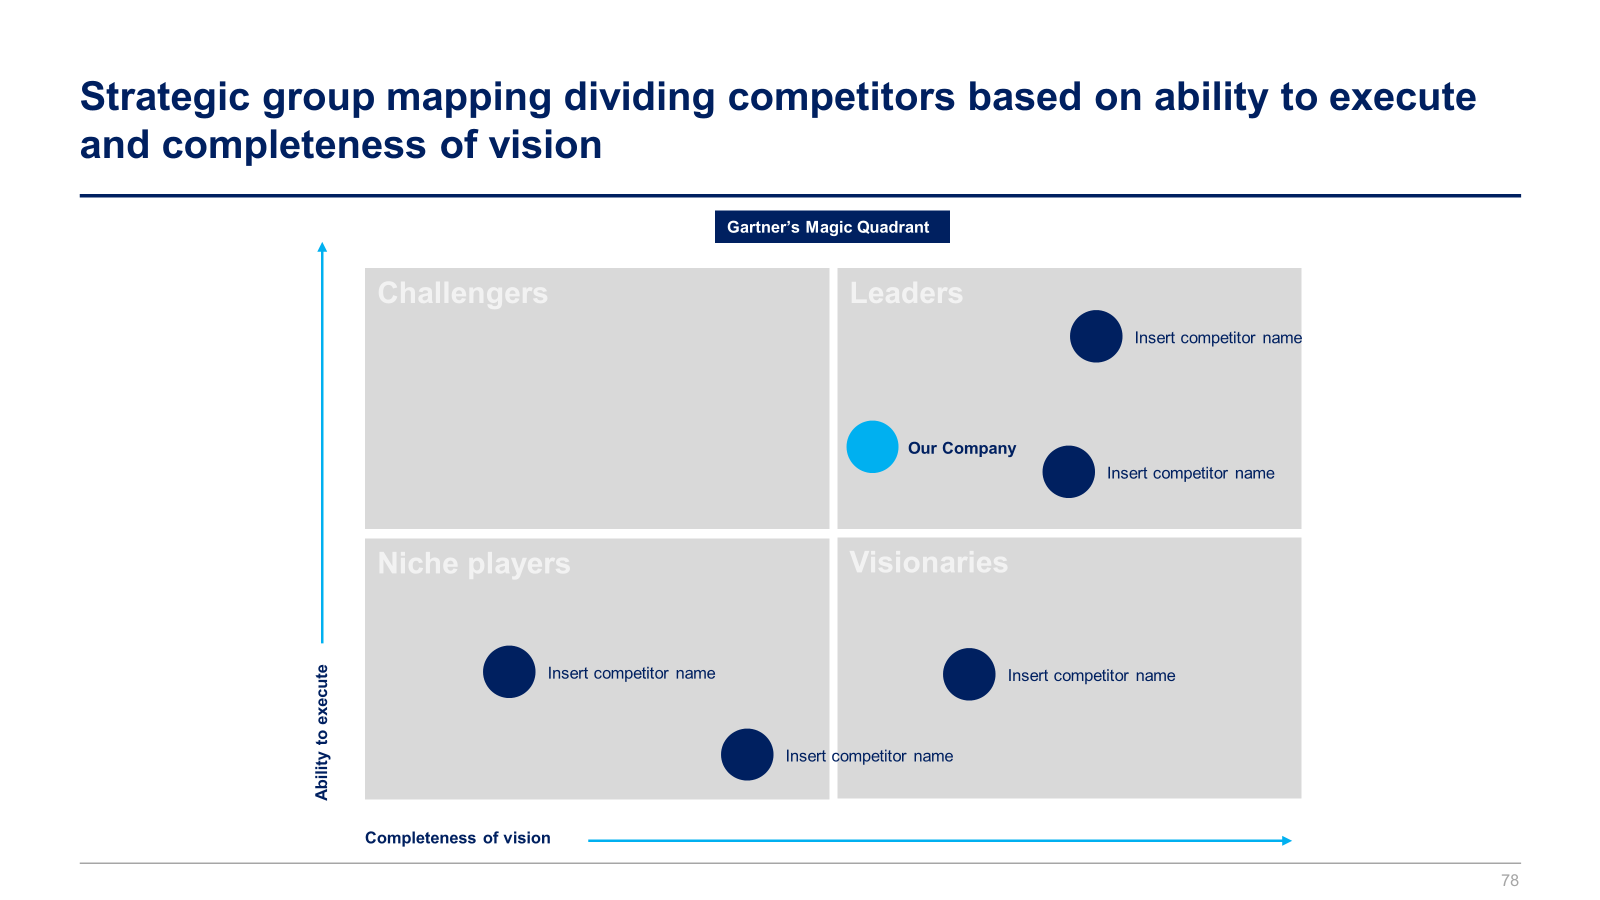 Strategic group mapping dividing competitors based on ability to execute
and completeness of vision
Gartner’s Magic Quadrant
Challengers
Leaders
Insert competitor name
Our Company
Insert competitor name
Niche players
Visionaries
Insert competitor name
Insert competitor name
Insert competitor name
Ability to execute
Completeness of vision
78